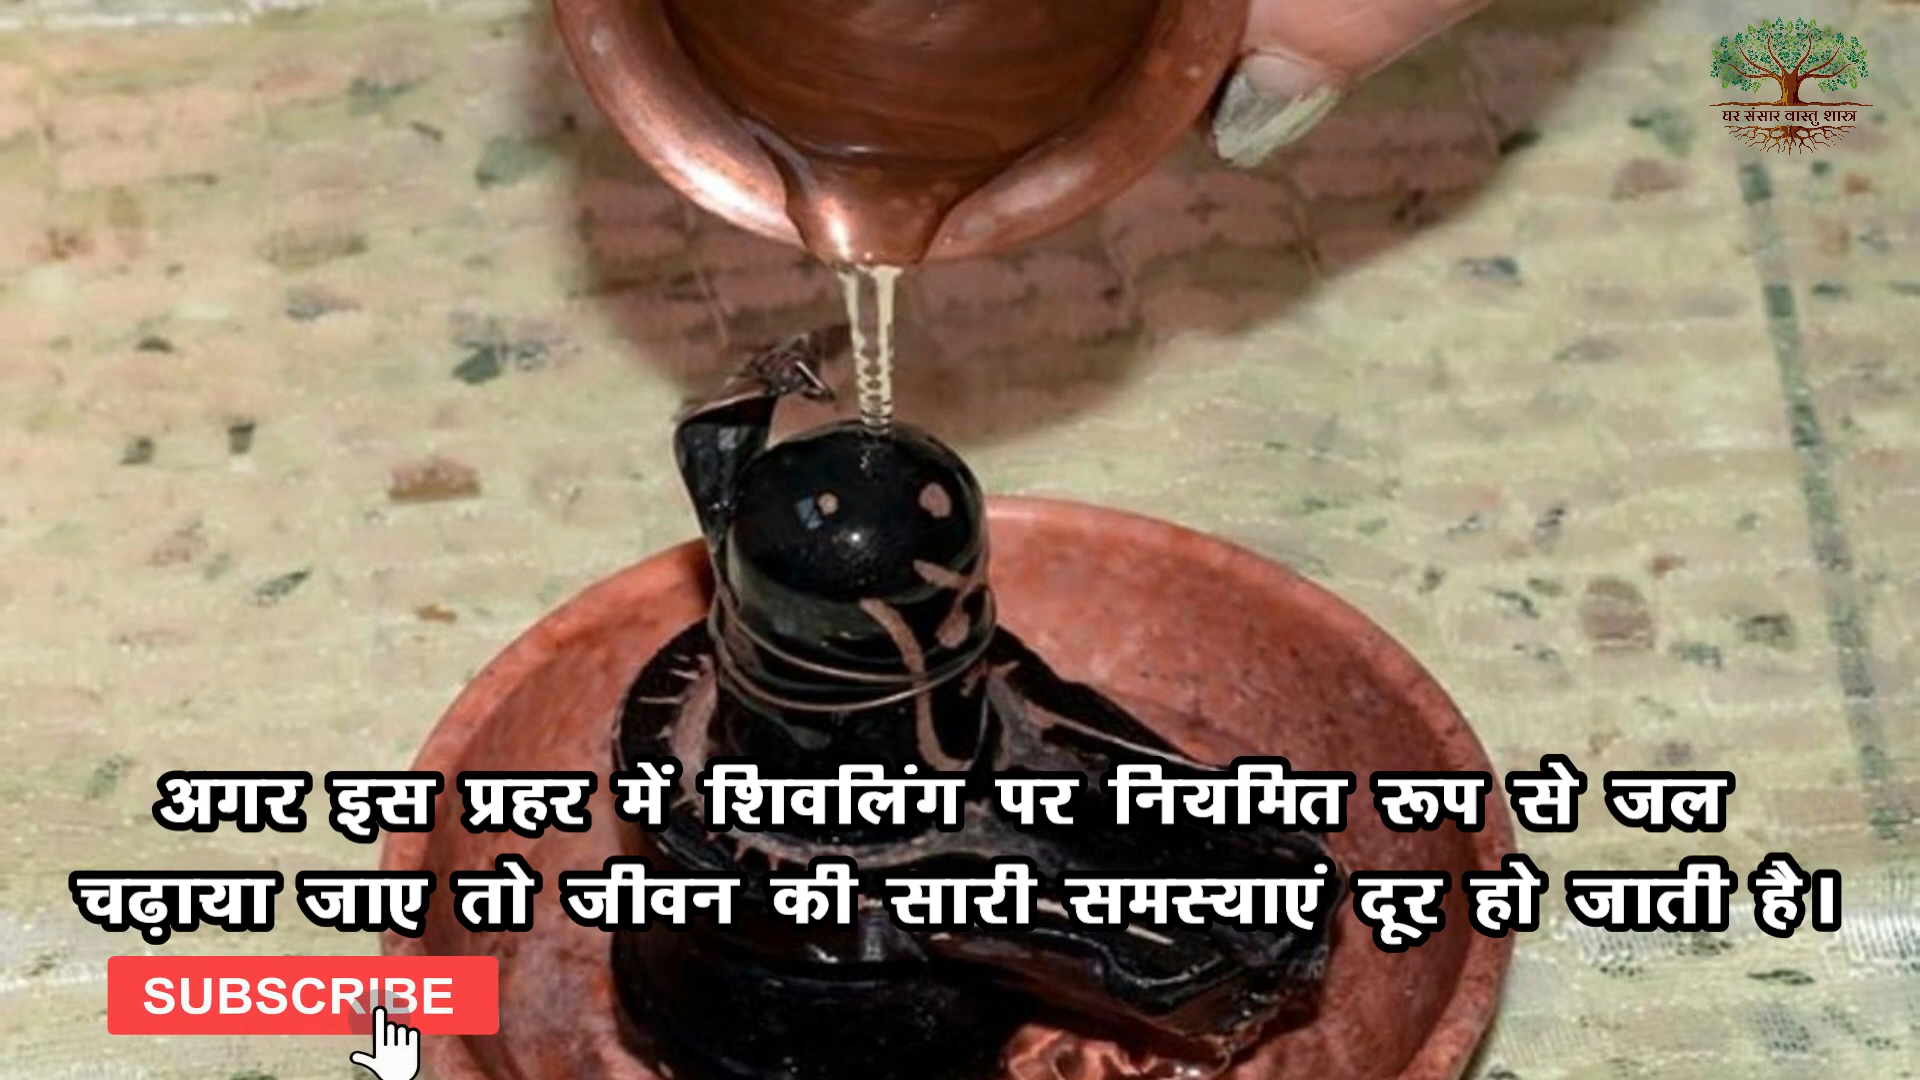 घर संसार वास्तु शास्त्र
अगर इस प्रहर में शिवलिंग पर नियमित रूप से जल
चढ़ाया जाए तो जीवन की सारी समस्याएं दूर हो जाती है।
SUBSCRIBE